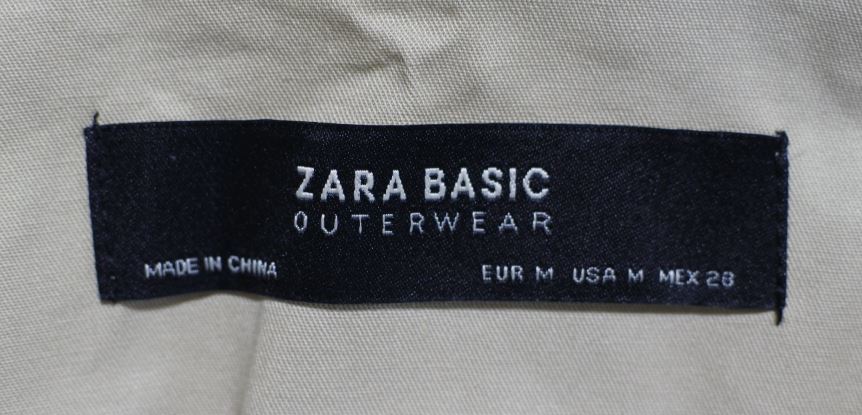 ZARA BASIC
OUTERWEAR
MADE IN CHINA
EUR M USA M MEX 28